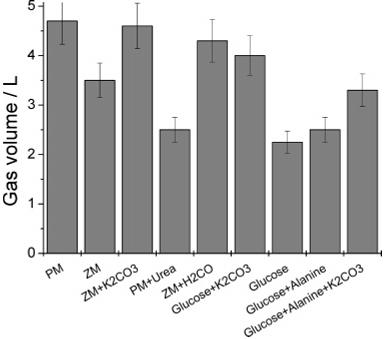 Gas volume / L
5
4
3
2
1
0
PM
ZM
ZM+K2CO3
PM+Urea
ZM+H2CO
Glucose+K2CO3
Glucose
Glucose+Alanine
Glucose+Alanine+K2CO3